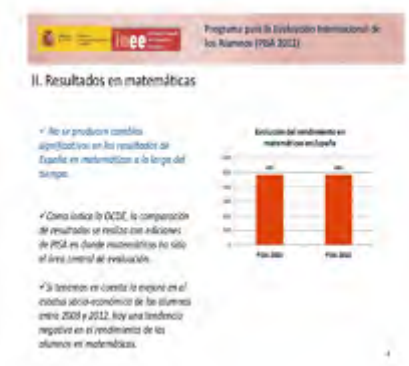 inee
Programa para la Evaluación Internacional de
los Alumnos (PISA 2012)
II. Resultados en matemáticas
✓ No se producen cambios
significativos en los resultados de
España en matemáticas a lo largo del
tiempo.
✓Como indica la OCDE, la comparación
de resultados se realiza con ediciones
de PISA en donde matemáticas ha sido
el área central de evaluación.
✓Si tenemos en cuenta la mejora en el
estatus socio-económico de los alumnos
entre 2003 y 2012, hay una tendencia
negativa en el rendimiento de los
alumnos en matemáticas.
Evolución del rendimiento en
matemáticas en España